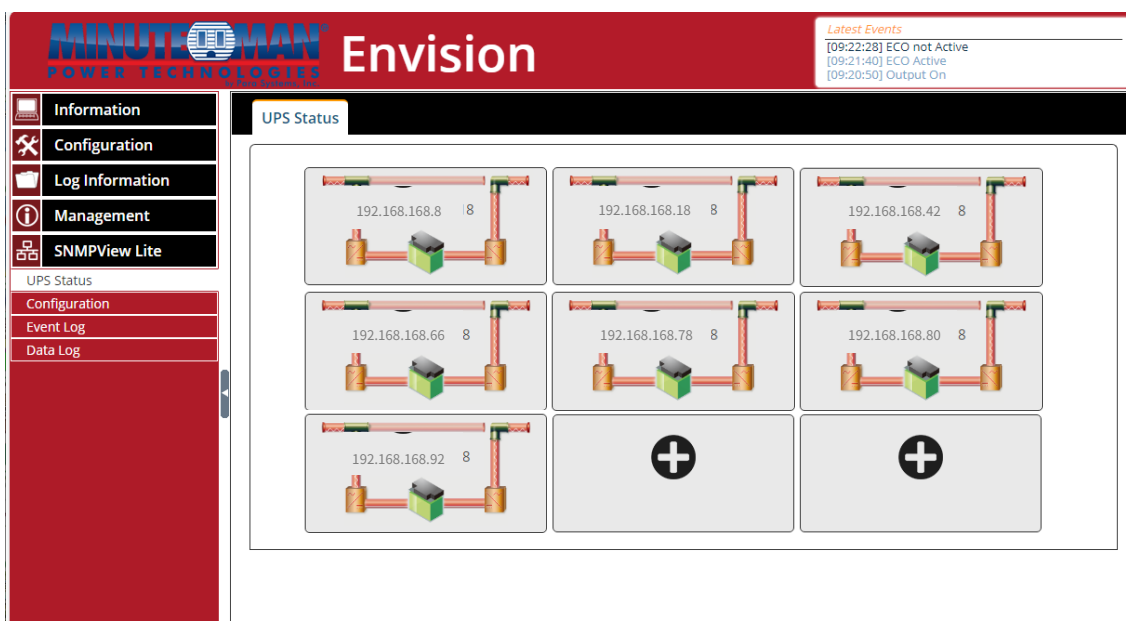 MINUTEMAN
POWER TECHNOLOGIES
Envision
Latest Events
[09:22:28] ECO not Active
[09:21:40] ECO Active
[09:20:50] Output On
Information
Configuration
Log Information
Management
SNMPView Lite
UPS Status
Configuration
Event Log
Data Log
UPS Status
192.168.168.8 8
192.168.168.18 8
192.168.168.42 8
192.168.168.66 8
192.168.168.78 8
192.168.168.80 8
192.168.168.92 8